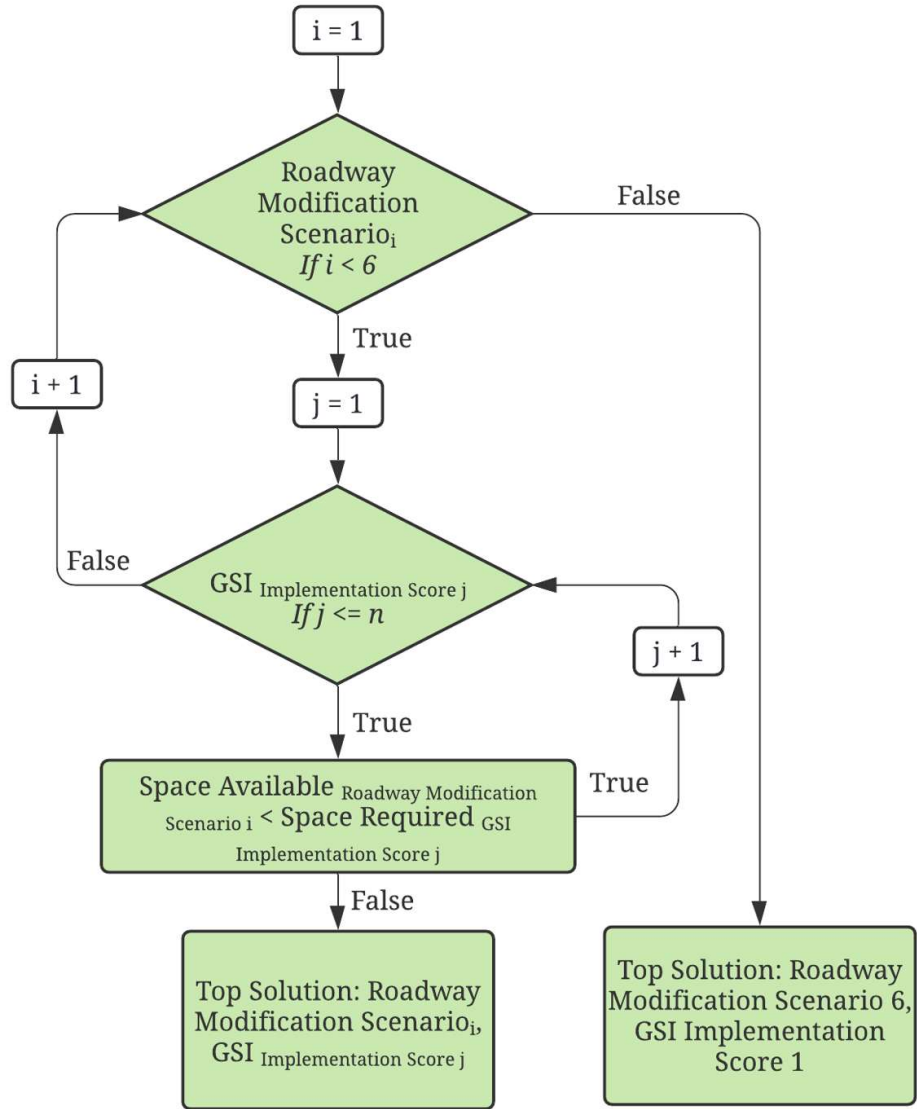 i = 1
Roadway
Modification
Scenarioi
If i < 6
False
True
i + 1
j = 1
False
GSI Implementation Score j
If j <= n
j + 1
True
Space Available Roadway Modification
Scenario i < Space Required GSI
Implementation Score j
True
False
Top Solution: Roadway
Modification Scenarioi,
GSI Implementation Score j
Top Solution: Roadway
Modification Scenario 6,
GSI Implementation
Score 1